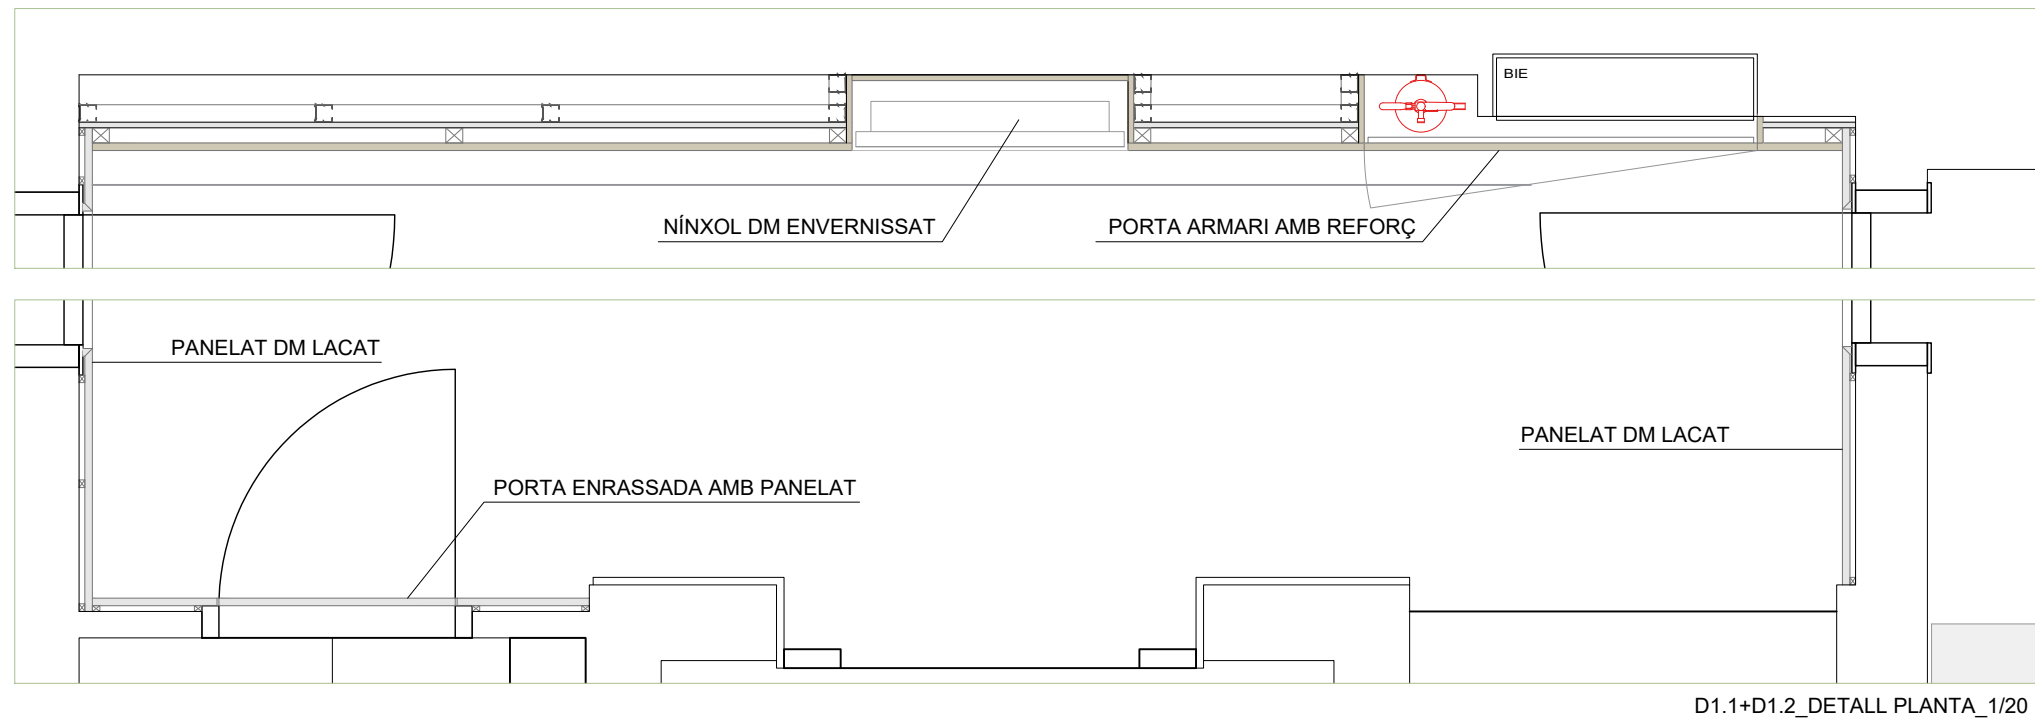 BIE
NÍNXOL DM ENVERNISSAT
PORTA ARMARI AMB REFORÇ
PANELAT DM LACAT
PANELAT DM LACAT
PORTA ENRASSADA AMB PANELAT
D1.1+D1.2_DETALL PLANTA_1/20